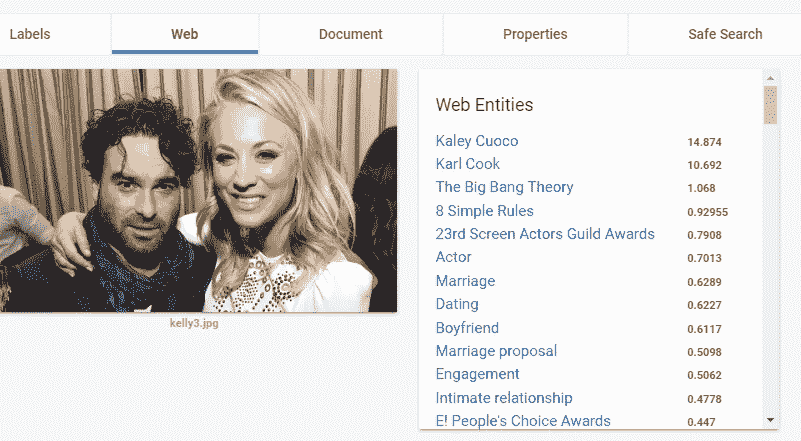 Labels Web Document Properties Safe Search
Web Entities
Kaley Cuoco 14.874
Karl Cook 10.692
The Big Bang Theory 1.068
8 Simple Rules 0.92955
23rd Screen Actors Guild Awards 0.7908
Actor 0.7013
Marriage 0.6289
Dating 0.6227
Boyfriend 0.6117
Marriage proposal 0.5098
Engagement 0.5062
Intimate relationship 0.4778
E! People's Choice Awards 0.447
kelly3.jpg